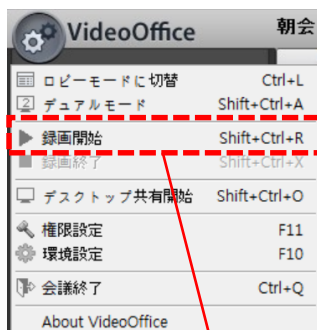 VideoOffice 朝会
ロビーモードに切替 Ctrl+L
2 デュアルモード Shift+Ctrl+A
録画開始 Shift+Ctrl+R
録画終了 Shift+Ctrl+X
デスクトップ共有開始 Shift+Ctrl+O
権限設定 F11
環境設定 F10
会議終了 Ctrl+Q
About VideoOffice